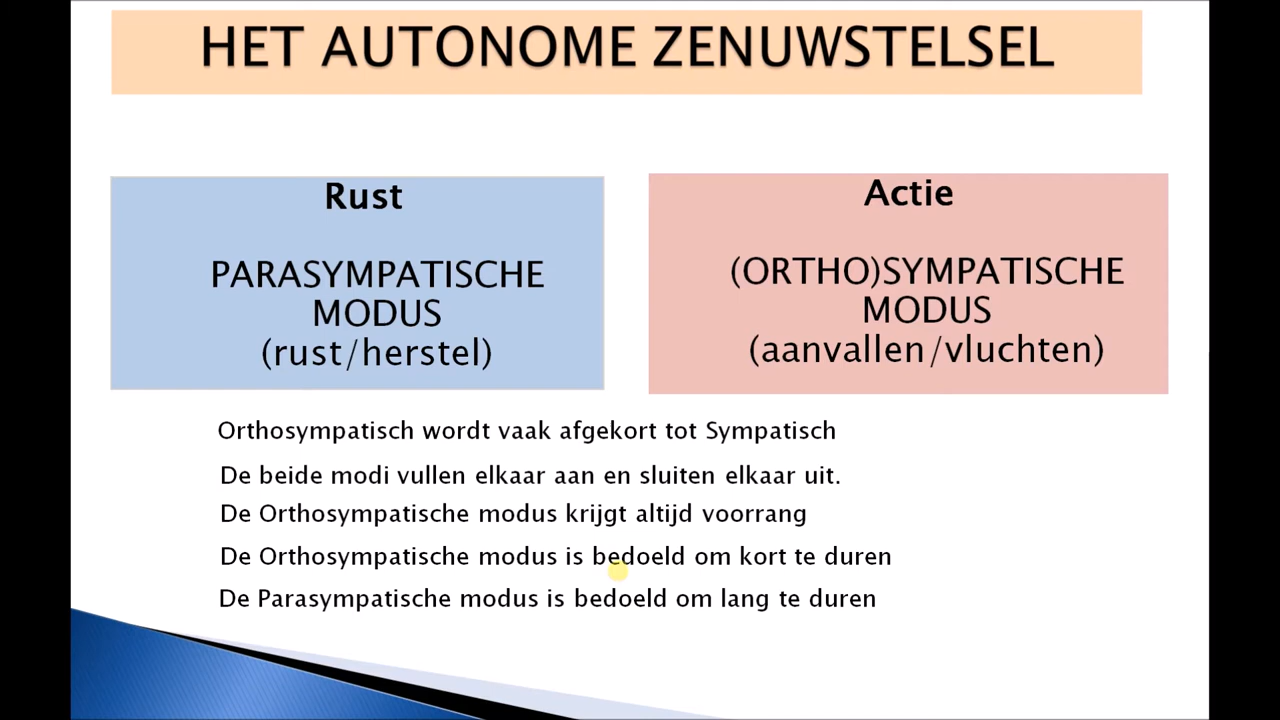 HET AUTONOME ZENUWSTELSEL
Rust
PARASYMPATISCHE
MODUS
(rust/herstel)
Actie
(ORTHO)SYMPATISCHE
MODUS
(aanvallen/vluchten)
Orthosympatisch wordt vaak afgekort tot Sympatisch
De beide modi vullen elkaar aan en sluiten elkaar uit.
De Orthosympatische modus krijgt altijd voorrang
De Orthosympatische modus is bedoeld om kort te duren
De Parasympatische modus is bedoeld om lang te duren